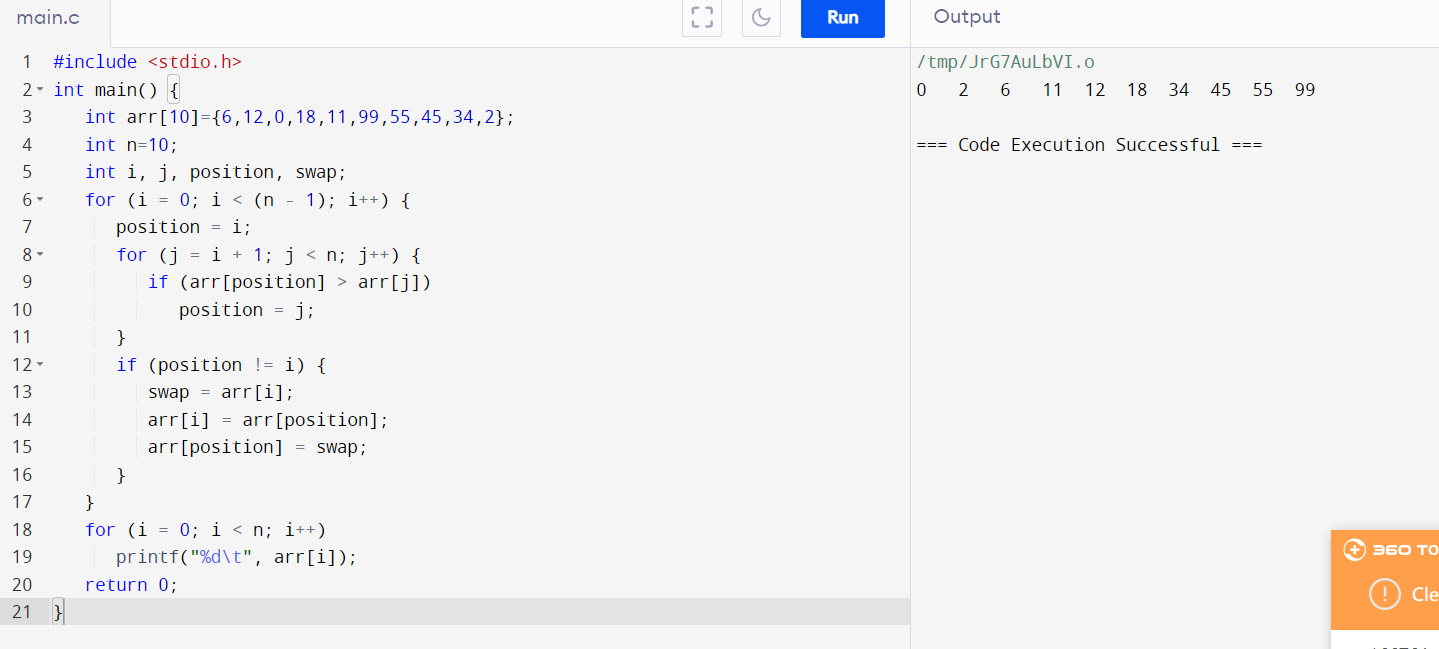 main.c
Run
Output
1 #include <stdio.h>
2 int main() {
3 int arr[10]={6,12,0,18,11,99,55,45,34,2};
4 int n=10;
5 int i, j, position, swap;
6 for (i = 0; i < (n - 1); i++) {
7 position = i;
8 for (j = i + 1; j < n; j++) {
9 if (arr[position] > arr[j])
10 position = j;
11 }
12 if (position != i) {
13 swap = arr[i];
14 arr[i] = arr[position];
15 arr[position] = swap;
16 }
17 }
18 for (i = 0; i < n; i++)
19 printf("%d\t", arr[i]);
20 return 0;
21 }
/tmp/JrG7AuLbVI.o
0 2 6 11 12 18 34 45 55 99
=== Code Execution Successful ===
360 TO
Cle